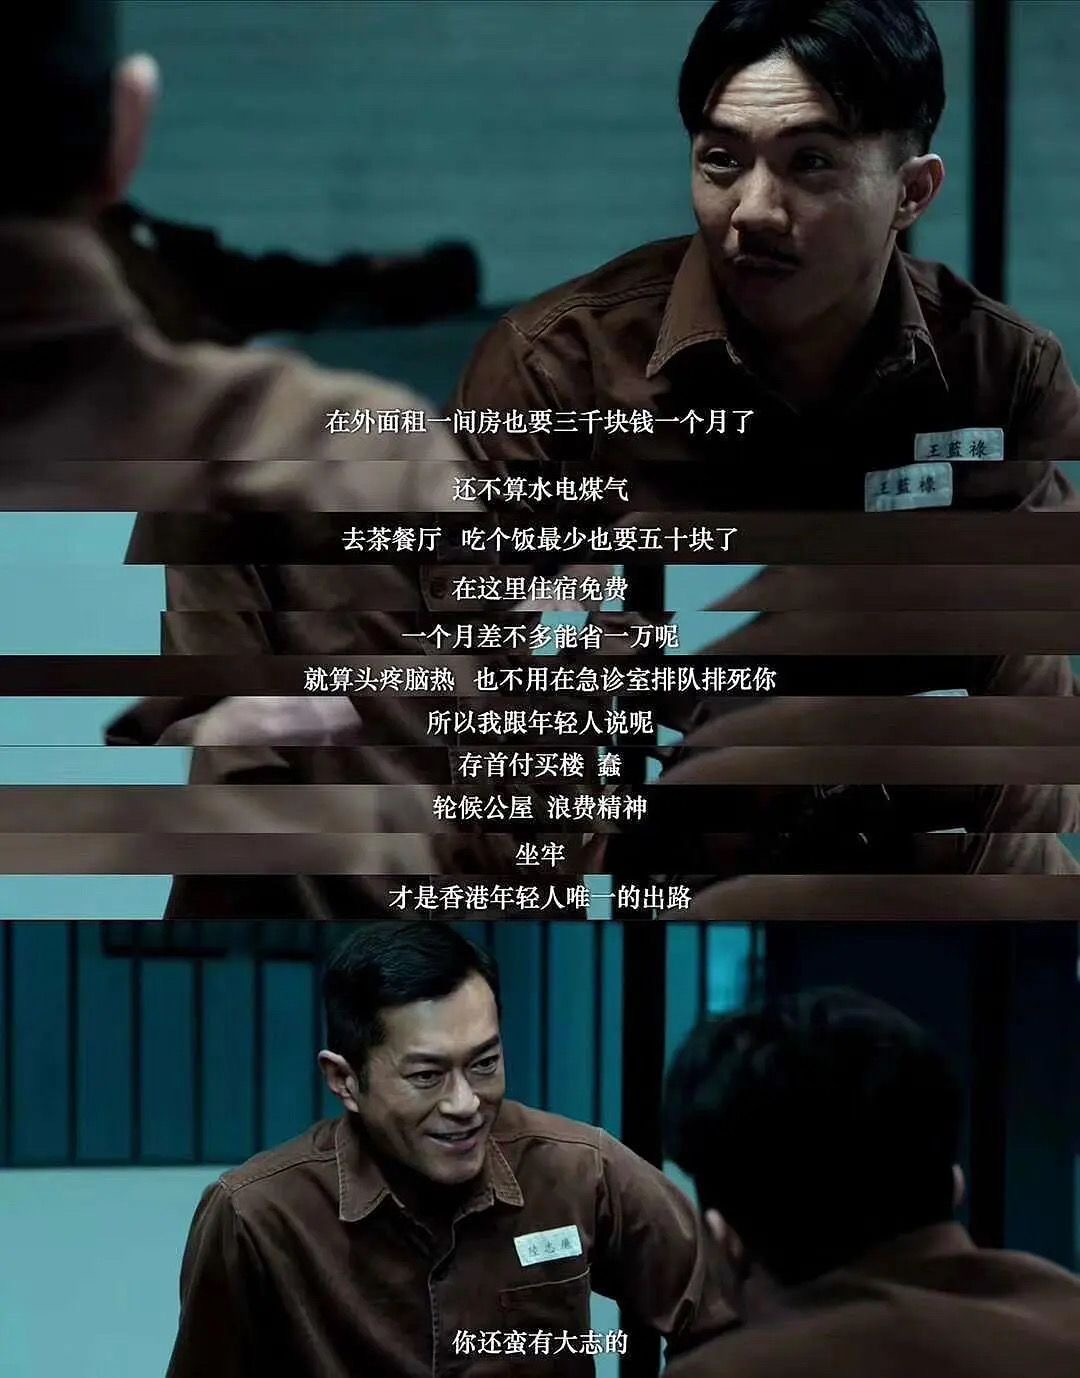 在外面租一间房也要三千块钱一个月了
王藍祿
还不算水电煤气
王藍祿
去茶餐厅 吃个饭最少也要五十块了
在这里住宿免费
一个月差不多能省一万呢
就算头疼脑热 也不用在急诊室排队排死你
所以我跟年轻人说呢
存首付买楼 蠢
轮候公屋 浪费精神
坐牢
才是香港年轻人唯一的出路
陸志廉
你还蛮有大志的